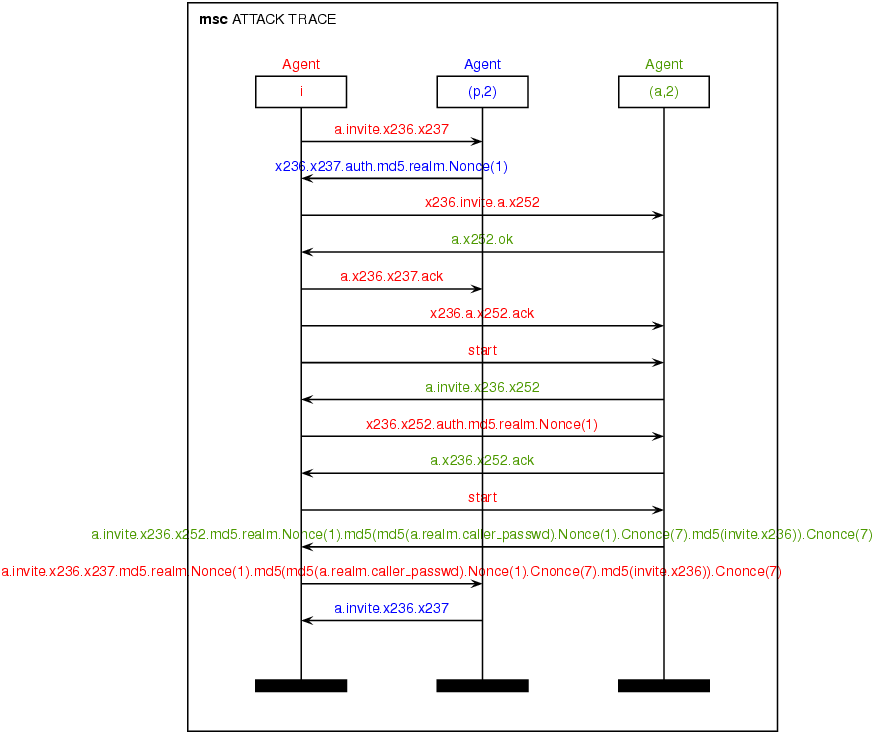 msc ATTACK TRACE
Agent Agent Agent
i (p,2) (a,2)
a.invite.x236.x237
x236.x237.auth.md5.realm.Nonce(1)
x236.invite.a.x252
a.x252.ok
a.x236.x237.ack
x236.a.x252.ack
start
a.invite.x236.x252
x236.x252.auth.md5.realm.Nonce(1)
a.x236.x252.ack
start
a.invite.x236.x252.md5.realm.Nonce(1).md5(md5(a.realm.caller_passwd).Nonce(1).Cnonce(7).md5(invite.x236)).Cnonce(7)
a.invite.x236.x237.md5.realm.Nonce(1).md5(md5(a.realm.caller_passwd).Nonce(1).Cnonce(7).md5(invite.x236)).Cnonce(7)
a.invite.x236.x237